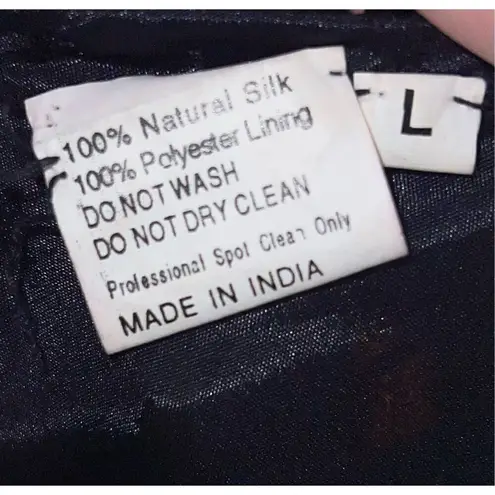 100% Natural Silk
100% Polyester Lining
DO NOT WASH
DO NOT DRY CLEAN
Professional Spot Clean Only
MADE IN INDIA
L